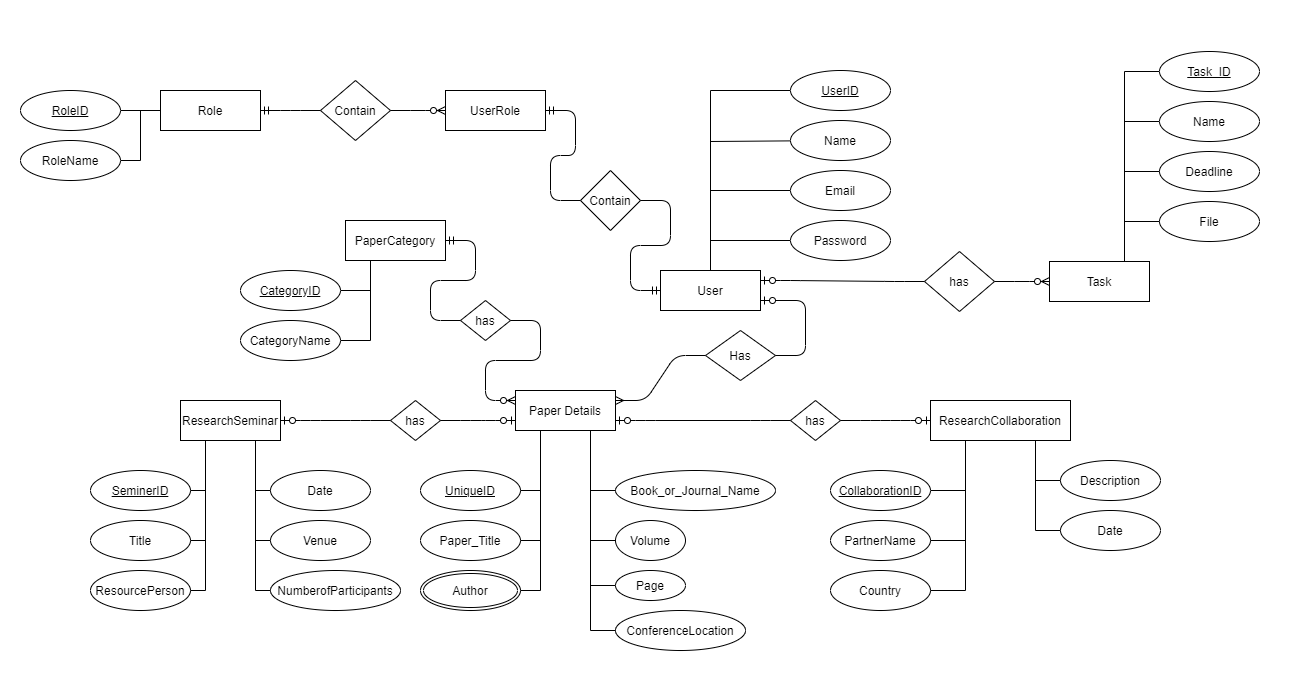 RoleID
Role
Contain
UserRole
RoleName
UserID
Name
Email
Password
Task_ID
Name
Deadline
File
Contain
PaperCategory
CategoryID
CategoryName
has
User
has
Task
Has
ResearchSeminar
has
Paper Details
has
ResearchCollaboration
SeminerID
Title
ResourcePerson
Date
Venue
NumberofParticipants
UniqueID
Paper_Title
Author
Book_or_Journal_Name
Volume
Page
ConferenceLocation
CollaborationID
PartnerName
Country
Description
Date